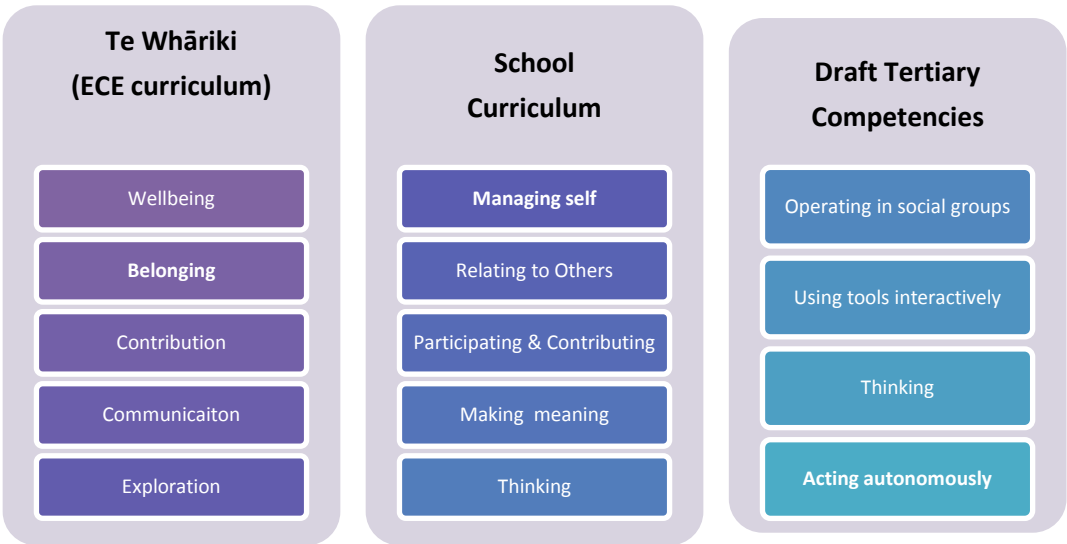 Te Whāriki
(ECE curriculum)
Wellbeing
Belonging
Contribution
Communicaiton
Exploration
School
Curriculum
Managing self
Relating to Others
Participating & Contributing
Making meaning
Thinking
Draft Tertiary
Competencies
Operating in social groups
Using tools interactively
Thinking
Acting autonomously